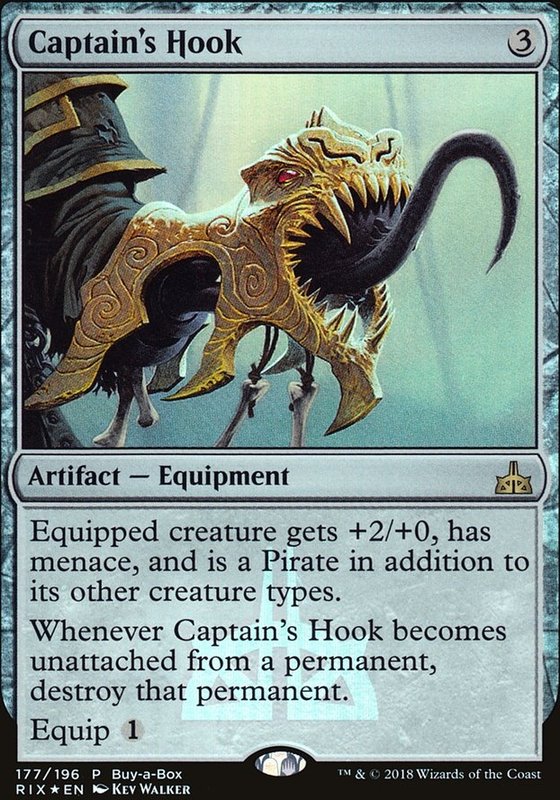 Captain's Hook 3
Artifact — Equipment
Equipped creature gets +2/+0, has
menace, and is a Pirate in addition to
its other creature types.
Whenever Captain's Hook becomes
unattached from a permanent,
destroy that permanent.
Equip 1
177/196 P Buy-a-Box
RIX★EN Kev Walker
™ & © 2018 Wizards of the Coast